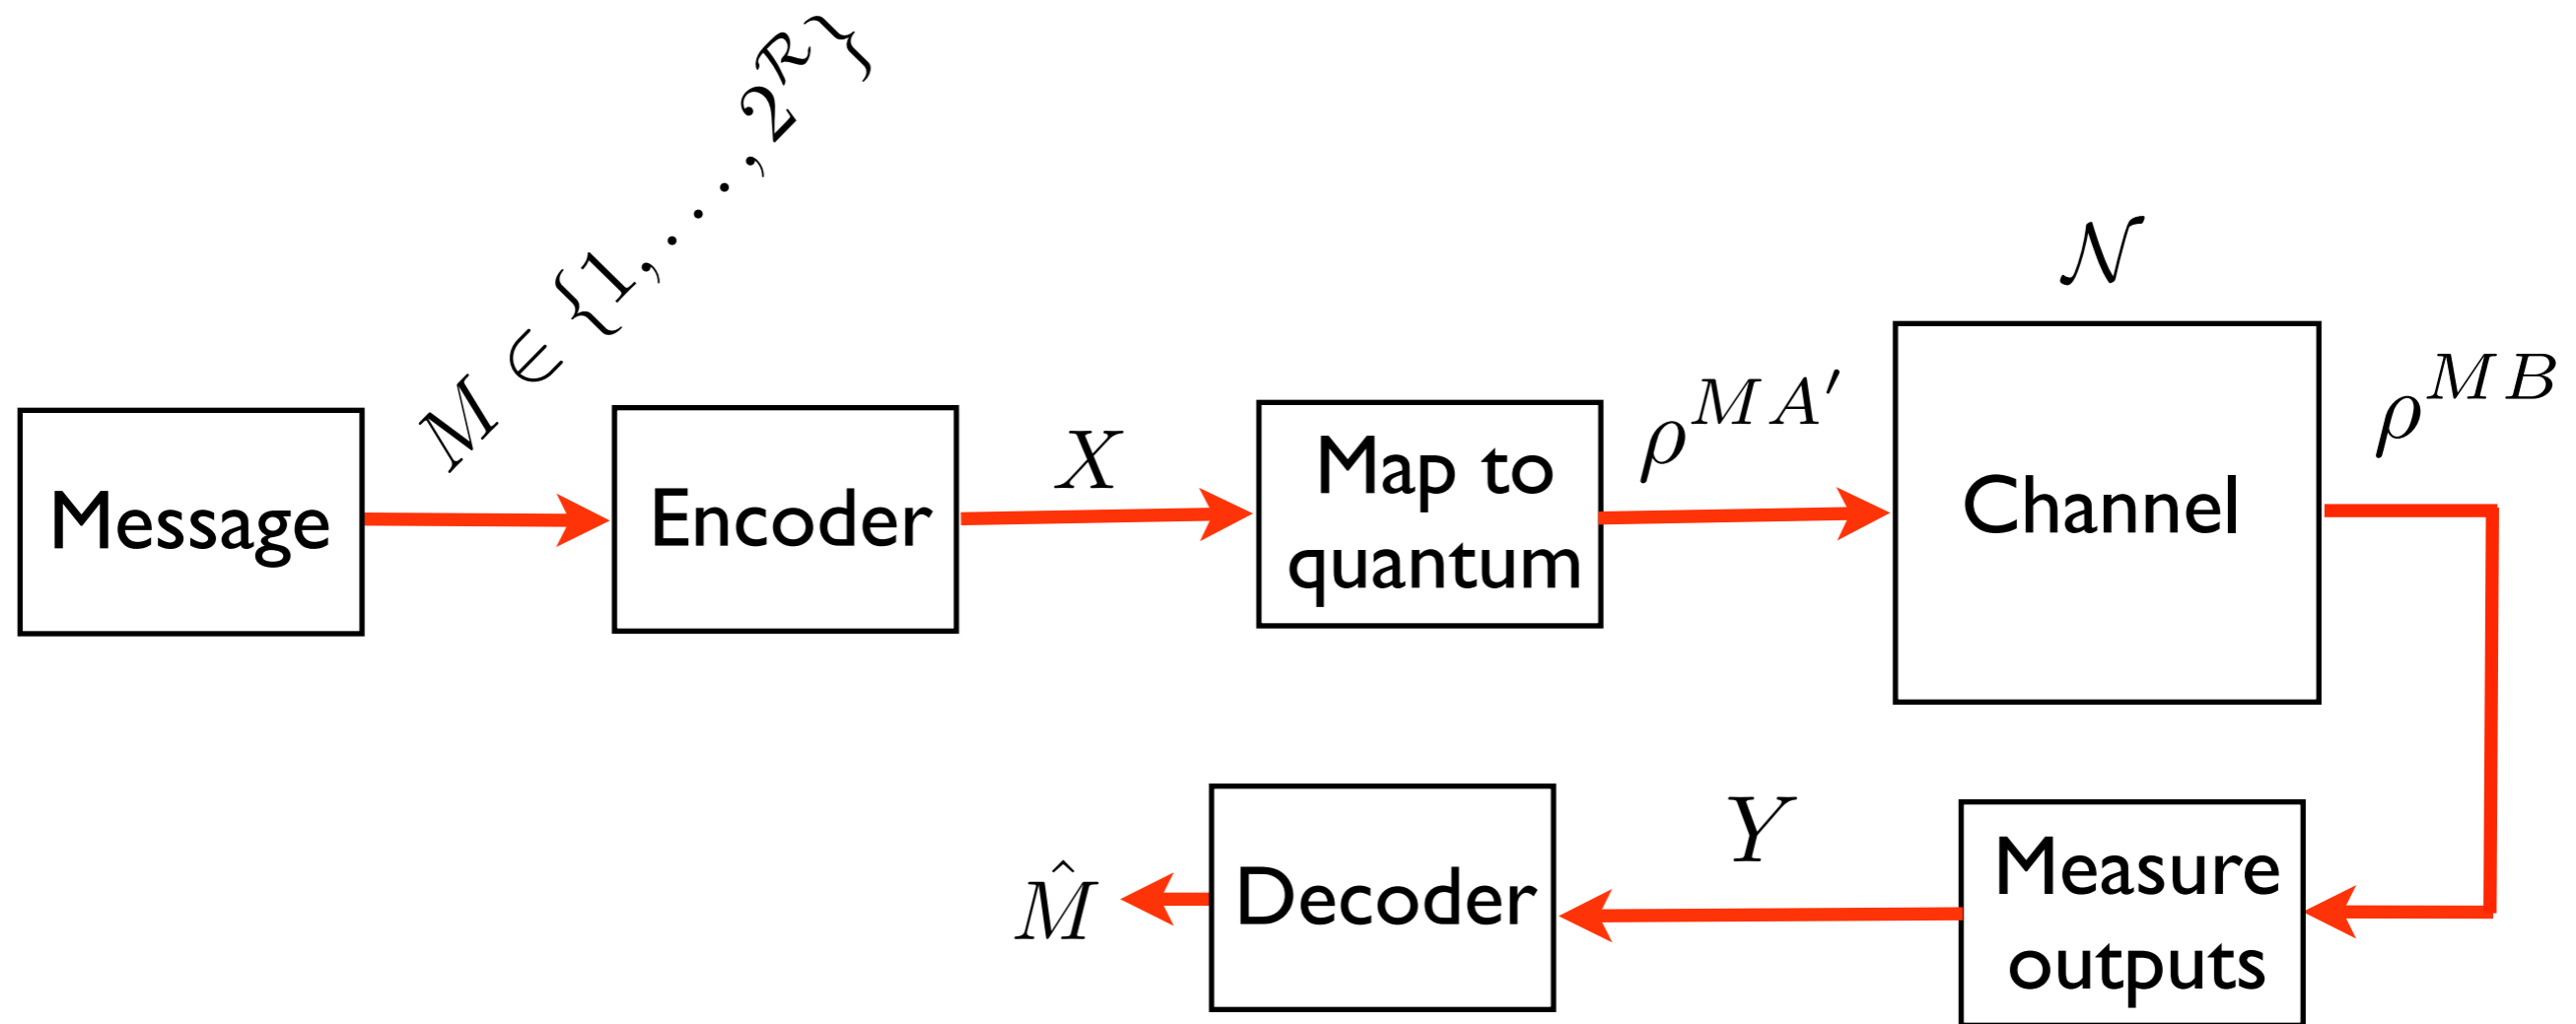 Message
M ∈ {1, . . . , 2^ℛ}
Encoder
X
Map to
quantum
ρ^{MA′}
𝒩
Channel
ρ^{MB}
Measure
outputs
Y
Decoder
M̂